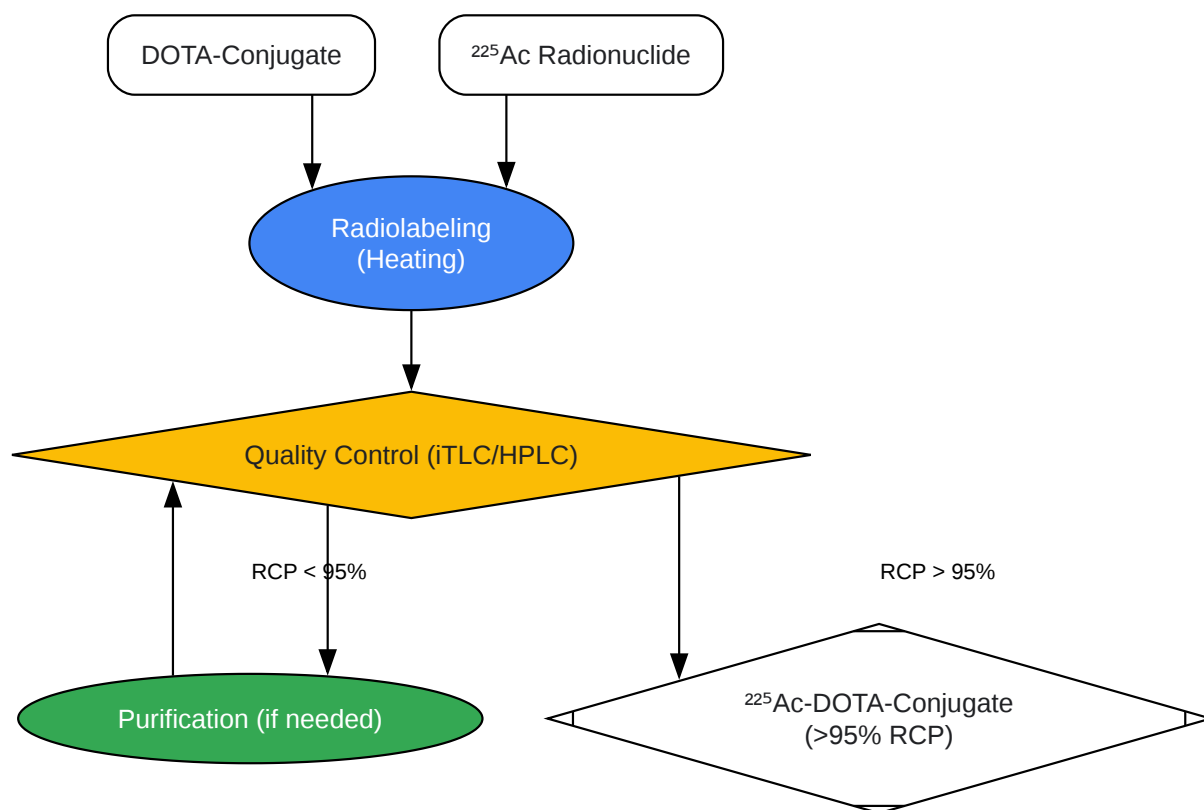 DOTA-Conjugate
²²⁵Ac Radionuclide
Radiolabeling
(Heating)
Quality Control (iTLC/HPLC)
RCP < 95%
RCP > 95%
Purification (if needed)
²²⁵Ac-DOTA-Conjugate
(>95% RCP)